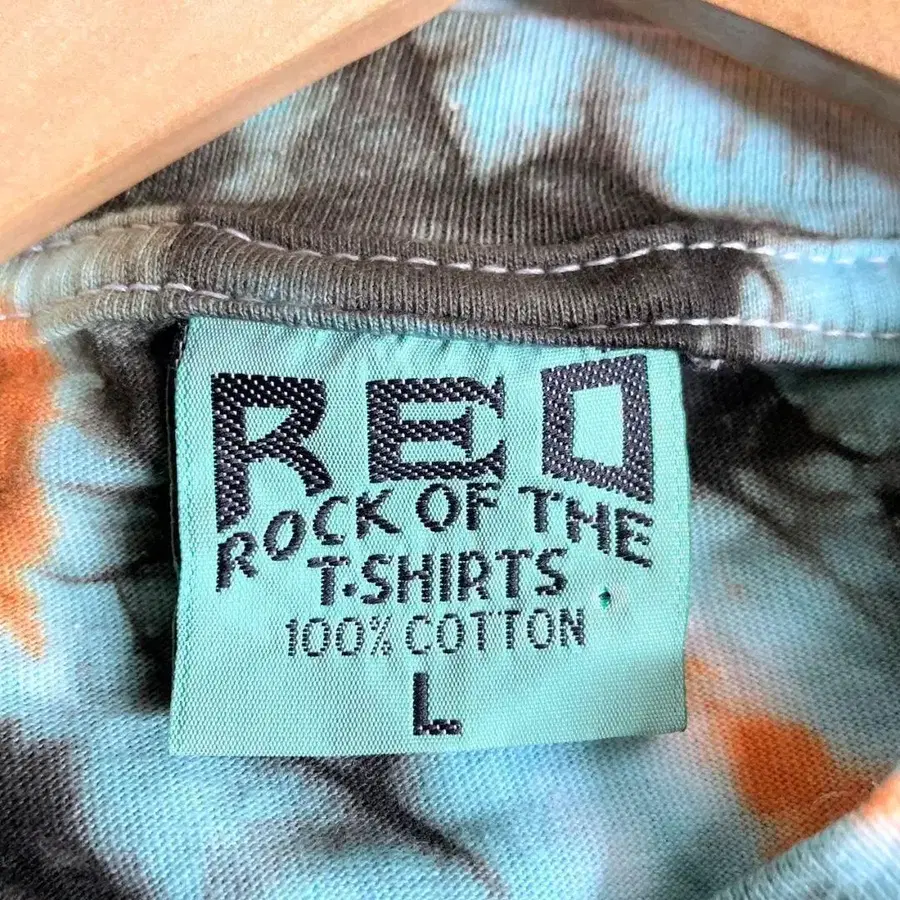 REO
ROCK OF THE
T-SHIRTS
100% COTTON
L